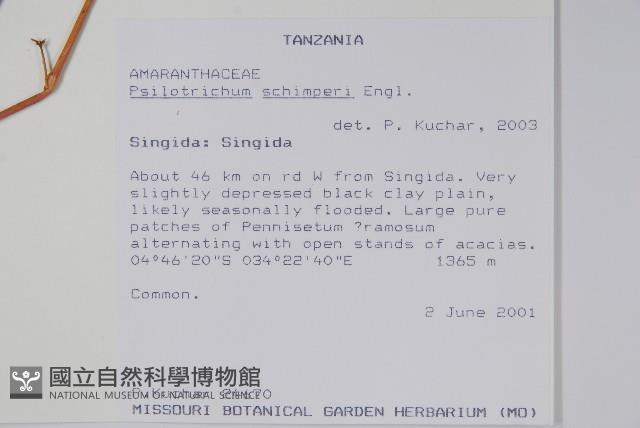 TANZANIA
AMARANTHACEAE
Psilotrichum schimperi Engl.
det. P. Kuchar, 2003
Singida: Singida
About 46 km on rd W from Singida. Very
slightly depressed black clay plain,
likely seasonally flooded. Large pure
patches of Pennisetum ?ramosum
alternating with open stands of acacias.
04°46'20"S 034°22'40"E 1365 m
Common.
2 June 2001
國立自然科學博物館
NATIONAL MUSEUM OF NATURAL SCIENCE
P. Kuchar
MISSOURI BOTANICAL GARDEN HERBARIUM (MO)